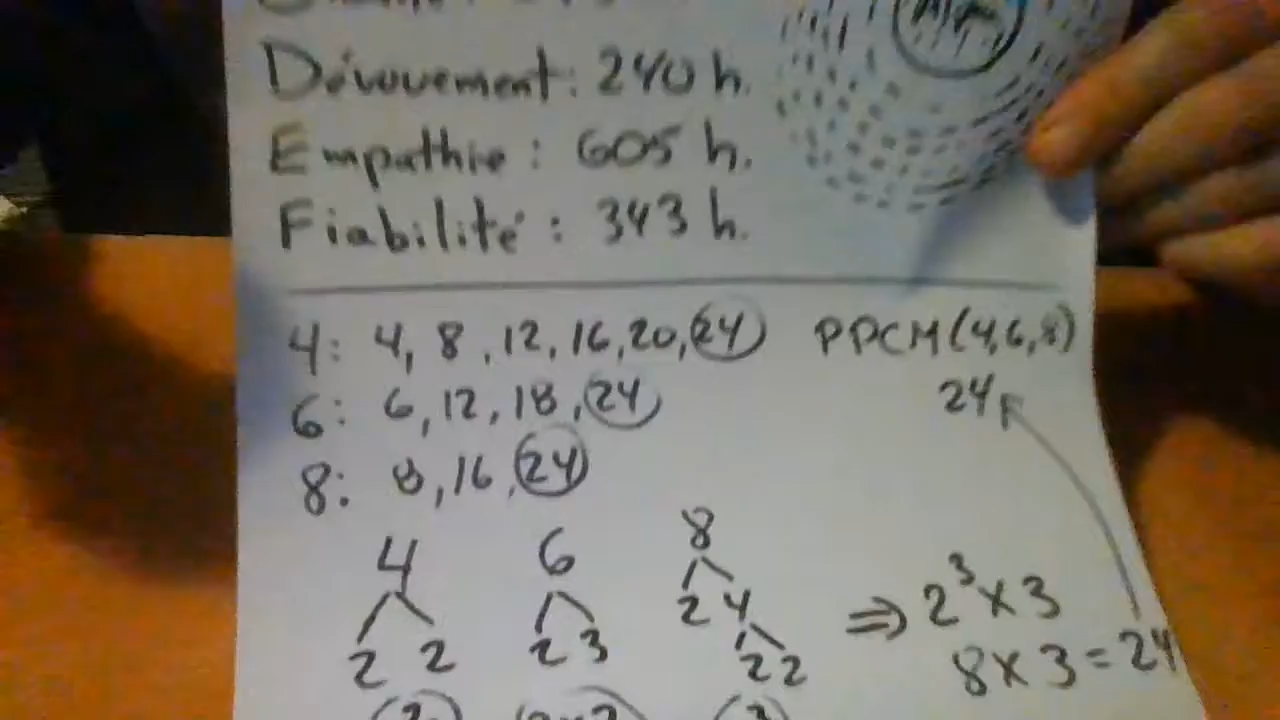 Dévouement: 240 h.
Empathie: 605 h.
Fiabilité: 343 h.
4: 4, 8, 12, 16, 20, 24 PPCM(4,6,8)
6: 6, 12, 18, 24 24
8: 8, 16, 24
4 6 8
2 2 2 3 2 4 ⇒ 2³ x 3
2 2 8 x 3 = 24